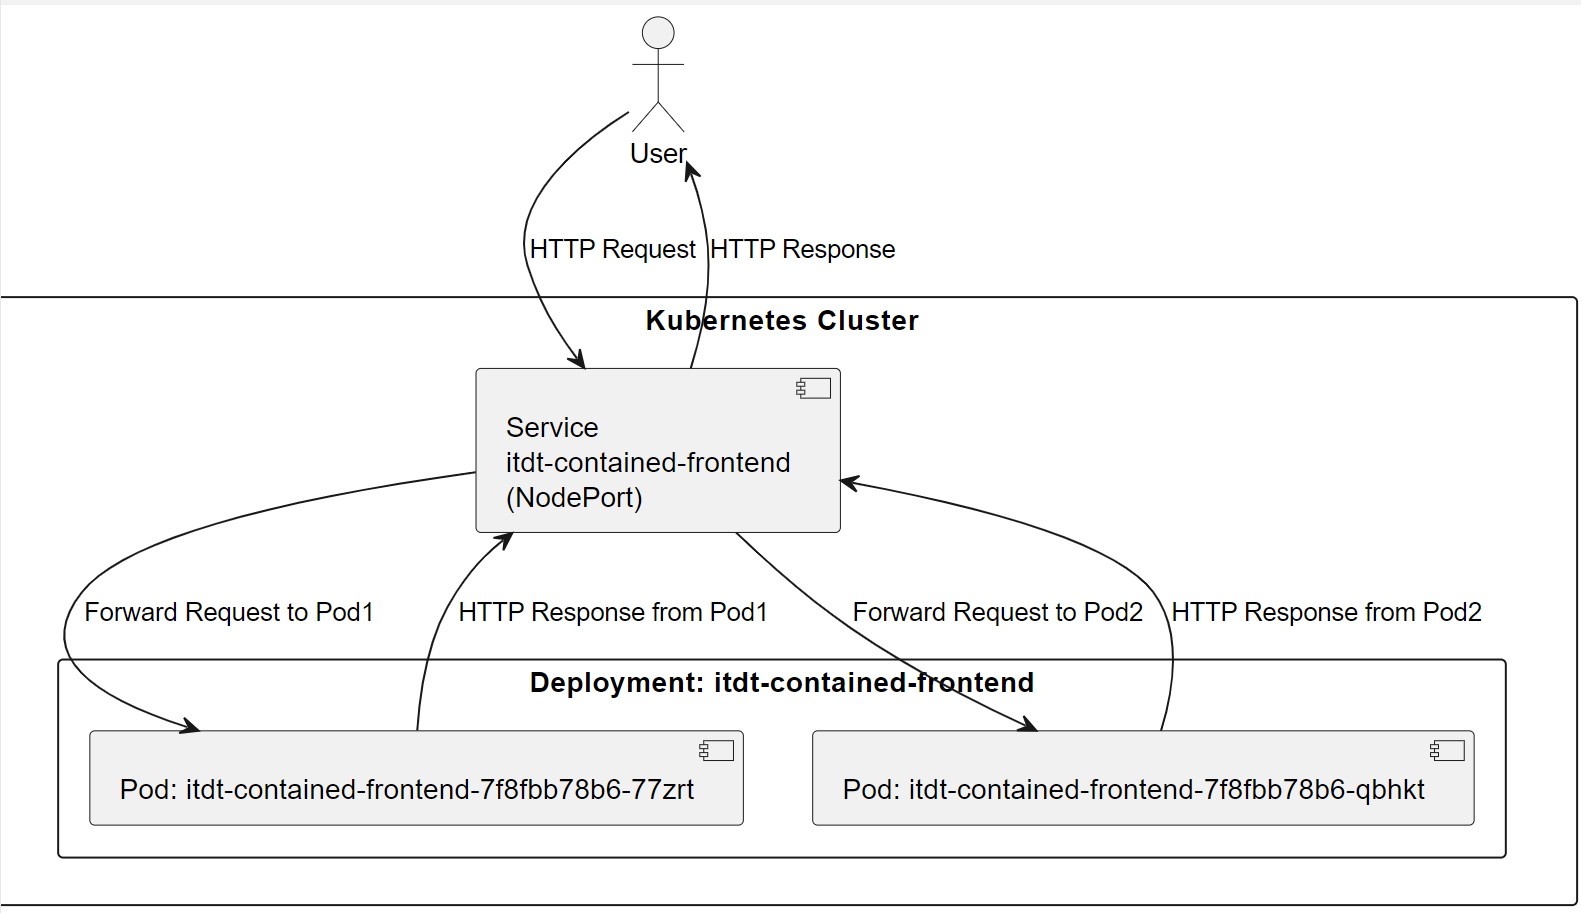 User
HTTP Request
HTTP Response
Kubernetes Cluster
Service
itdt-contained-frontend
(NodePort)
Forward Request to Pod1
HTTP Response from Pod1
Forward Request to Pod2
HTTP Response from Pod2
Deployment: itdt-contained-frontend
Pod: itdt-contained-frontend-7f8fbb78b6-77zrt
Pod: itdt-contained-frontend-7f8fbb78b6-qbhkt